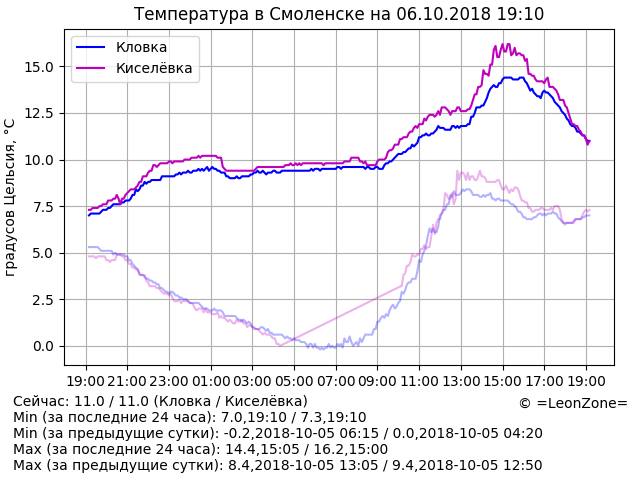 Температура в Смоленске на 06.10.2018 19:10
Кловка
Киселёвка
градусов Цельсия, °C
15.0
12.5
10.0
7.5
5.0
2.5
0.0
19:00 21:00 23:00 01:00 03:00 05:00 07:00 09:00 11:00 13:00 15:00 17:00 19:00
Сейчас: 11.0 / 11.0 (Кловка / Киселёвка)
© =LeonZone=
Min (за последние 24 часа): 7.0,19:10 / 7.3,19:10
Min (за предыдущие сутки): -0.2,2018-10-05 06:15 / 0.0,2018-10-05 04:20
Max (за последние 24 часа): 14.4,15:05 / 16.2,15:00
Max (за предыдущие сутки): 8.4,2018-10-05 13:05 / 9.4,2018-10-05 12:50